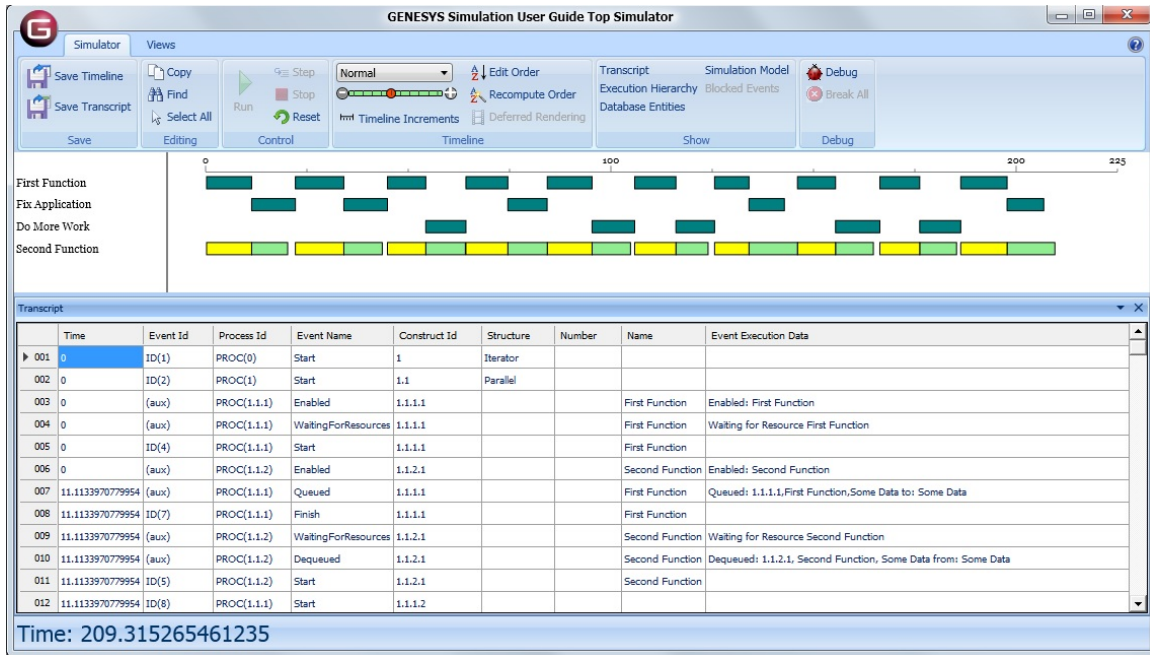 GENESYS Simulation User Guide Top Simulator
G
Simulator Views
Save Timeline Copy Run Step Normal Edit Order Transcript Simulation Model Debug
Save Transcript Find Stop Recompute Order Execution Hierarchy Blocked Events Break All
Select All Reset Timeline Increments Deferred Rendering Database Entities
Save Editing Control Timeline Show Debug
0 100 200 225
First Function
Fix Application
Do More Work
Second Function
Transcript
Time Event Id Process Id Event Name Construct Id Structure Number Name Event Execution Data
001 0 ID(1) PROC(0) Start 1 Iterator
002 0 ID(2) PROC(1) Start 1.1 Parallel
003 0 (aux) PROC(1.1.1) Enabled 1.1.1.1 First Function Enabled: First Function
004 0 (aux) PROC(1.1.1) WaitingForResources 1.1.1.1 First Function Waiting for Resource First Function
005 0 ID(4) PROC(1.1.1) Start 1.1.1.1 First Function
006 0 (aux) PROC(1.1.2) Enabled 1.1.2.1 Second Function Enabled: Second Function
007 11.1133970779954 (aux) PROC(1.1.1) Queued 1.1.1.1 First Function Queued: 1.1.1.1,First Function,Some Data to: Some Data
008 11.1133970779954 ID(7) PROC(1.1.1) Finish 1.1.1.1 First Function
009 11.1133970779954 (aux) PROC(1.1.2) WaitingForResources 1.1.2.1 Second Function Waiting for Resource Second Function
010 11.1133970779954 (aux) PROC(1.1.2) Dequeued 1.1.2.1 Second Function Dequeued: 1.1.2.1, Second Function, Some Data from: Some Data
011 11.1133970779954 ID(5) PROC(1.1.2) Start 1.1.2.1 Second Function
012 11.1133970779954 ID(8) PROC(1.1.1) Start 1.1.1.2
Time: 209.315265461235